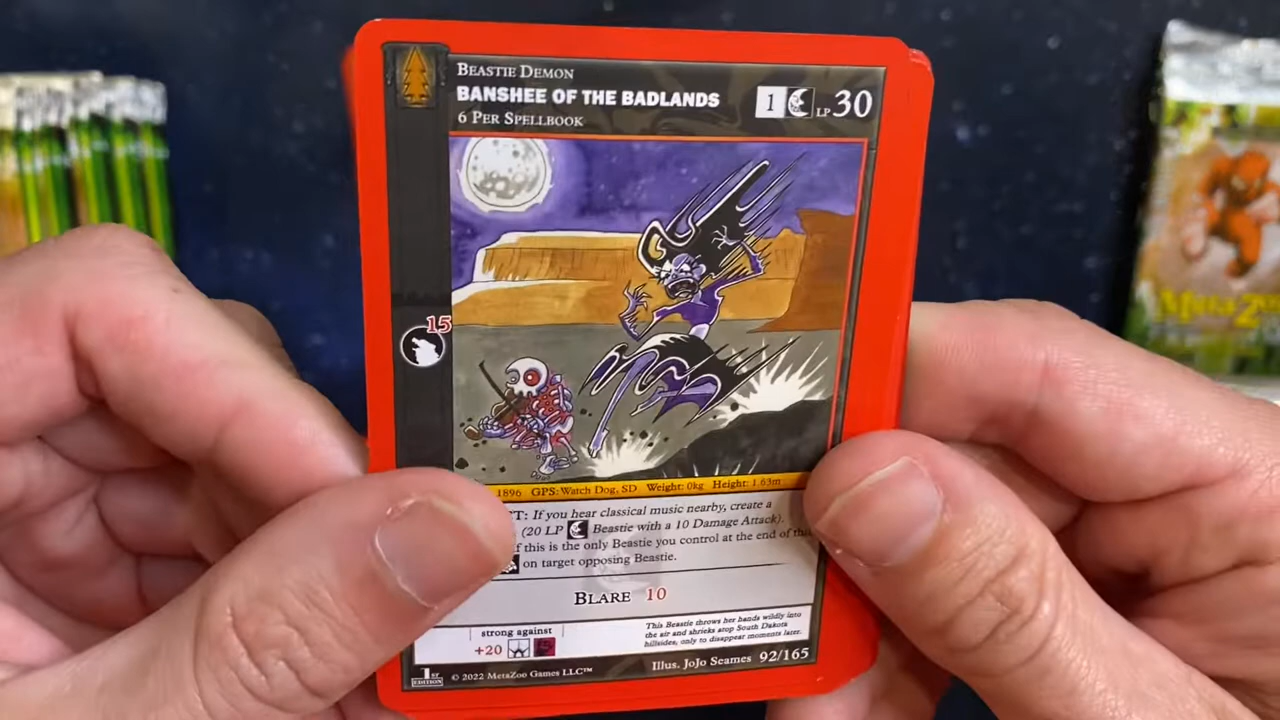 BEASTIE DEMON
BANSHEE OF THE BADLANDS
1 LP 30
6 PER SPELLBOOK
15
1896 GPS: Watch Dog, SD Weight: 0kg Height: 1.63m
T: If you hear classical music nearby, create a
(20 LP Beastie with a 10 Damage Attack).
f this is the only Beastie you control at the end of
on target opposing Beastie.
BLARE 10
strong against
+20
This Beastie throws her hands wildly into
the air and shrieks atop South Dakota
hillsides, only to disappear moments later.
1ST EDITION
© 2022 MetaZoo Games LLC™
Illus. JoJo Seames 92/165